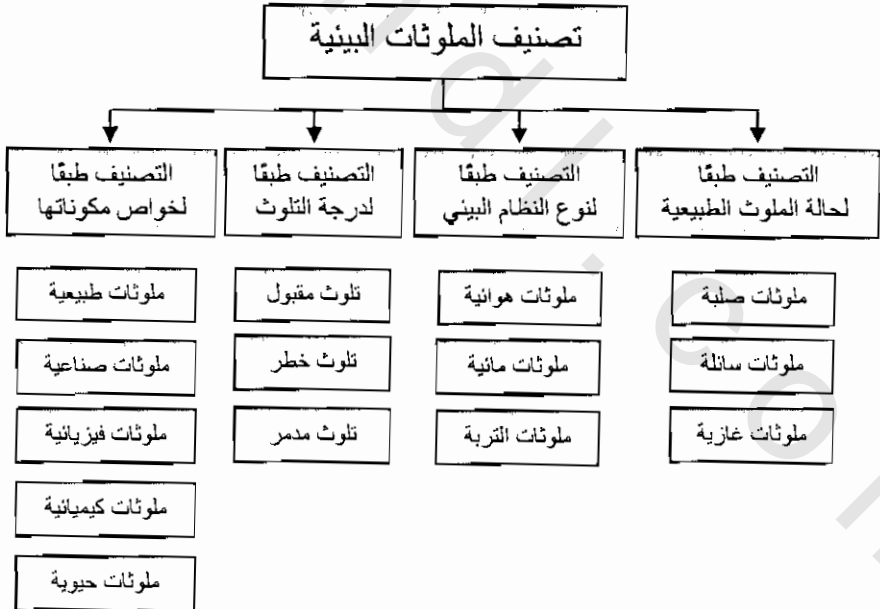 تصنيف الملوثات البيئية
التصنيف طبقًا
لحالة الملوث الطبيعية
ملوثات صلبة
ملوثات سائلة
ملوثات غازية
التصنيف طبقًا
لنوع النظام البيئي
ملوثات هوائية
ملوثات مائية
ملوثات التربة
التصنيف طبقًا
لدرجة التلوث
تلوث مقبول
تلوث خطر
تلوث مدمر
التصنيف طبقًا
لخواص مكوناتها
ملوثات طبيعية
ملوثات صناعية
ملوثات فيزيائية
ملوثات كيميائية
ملوثات حيوية